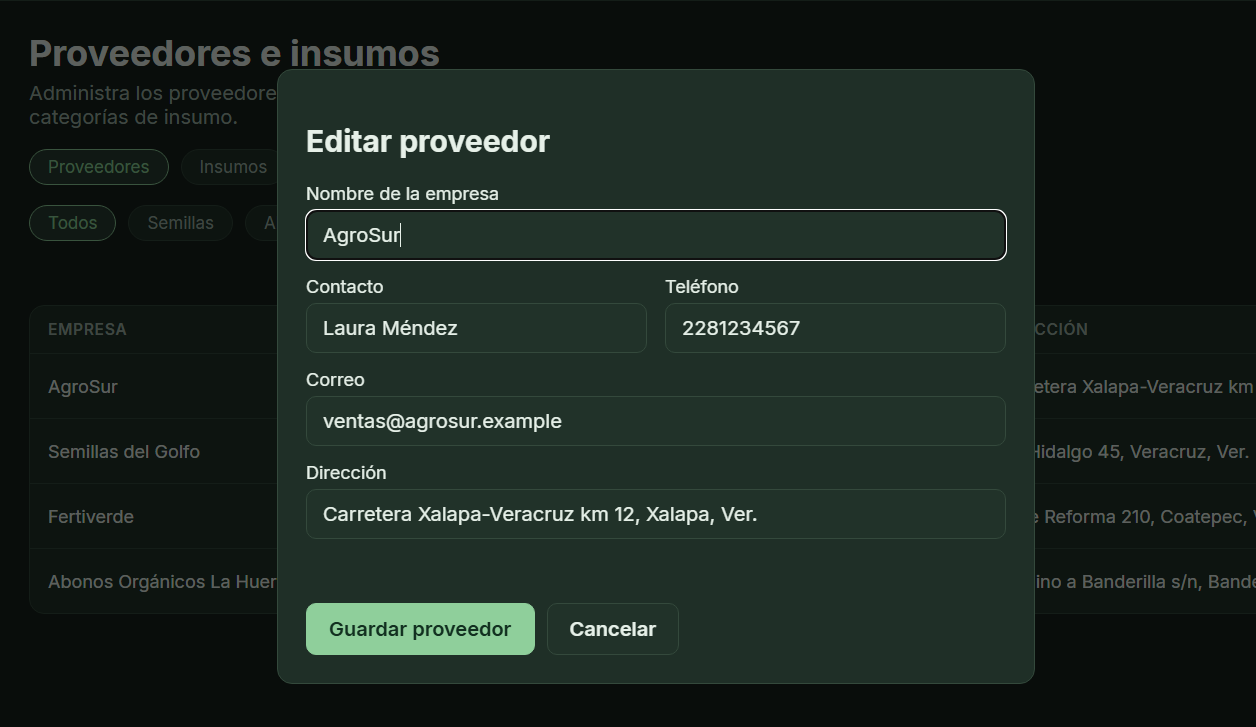 Proveedores e insumos
Administra los proveedore
categorías de insumo.
Proveedores Insumos
Todos Semillas A
Editar proveedor
Nombre de la empresa
AgroSur
Contacto Teléfono
Laura Méndez 2281234567
Correo
ventas@agrosur.example
Dirección
Carretera Xalapa-Veracruz km 12, Xalapa, Ver.
Guardar proveedor Cancelar
EMPRESA CCIÓN
AgroSur etera Xalapa-Veracruz km
Semillas del Golfo Hidalgo 45, Veracruz, Ver.
Fertiverde e Reforma 210, Coatepec,
Abonos Orgánicos La Huer ino a Banderilla s/n, Bande